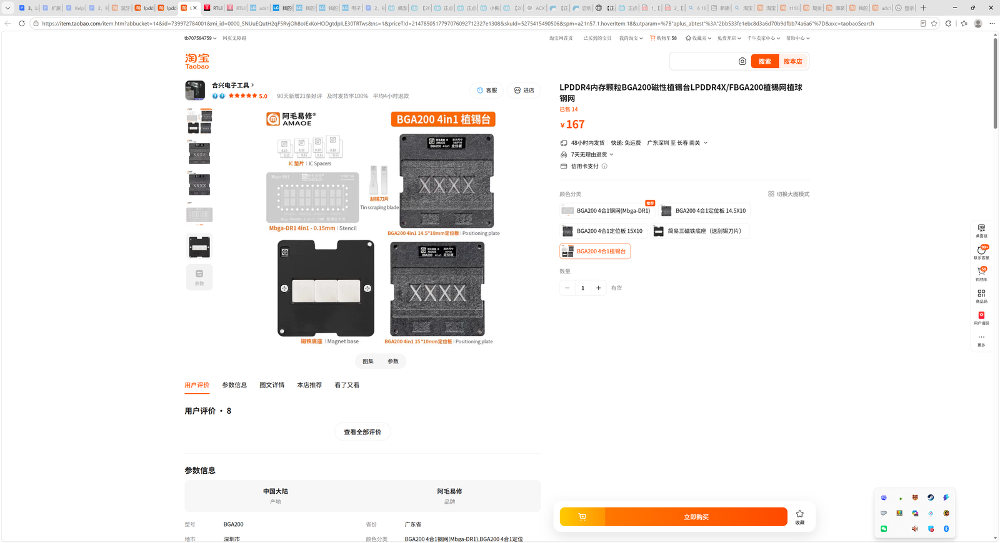 https://item.taobao.com/item.htm?abbucket=14&id=739972784001&mi_id=0000_SNUuEQutH2qF5RvjOh8oJExKoHODgtdpILE30TRTws&ns=1&priceTId=2147805177970760927123​27e1308&skuId=5275415490506&spm=a21n57.1.hoverItem.18&utparam=%7B"aplus_abtest"%3A"2bb533fe1ebc8d3a6d70b9dfbb74a6a6"%7D&xxc=taobaoSearch
tb707584759 网页无障碍
淘宝网首页 已买到的宝贝 我的淘宝 购物车 58 收藏夹 免费开店 千牛卖家中心 帮助中心
淘宝
Taobao
搜索 搜本店
合兴电子工具
5.0 90天新增21条好评 及时发货率100% 平均4小时退款
客服 进店
阿毛易修®
AMAOE
BGA200 4in1 植锡台
IC 垫片 | IC Spacers
刮锡刀片
Tin scraping blade
Mbga-DR1 4in1 - 0.15mm | Stencil
XXXX
BGA200 4in1 14.5*10mm定位板 | Positioning plate
XXXX
磁铁底座 | Magnet base
BGA200 4in1 15*10mm定位板 | Positioning plate
参数
图集 参数
LPDDR4内存颗粒BGA200磁性植锡台LPDDR4X/FBGA200植锡网植球
钢网
已售 14
￥167
48小时内发货 快递: 免运费 广东深圳 至 长春 南关
7天无理由退货
信用卡支付
颜色分类 切换大图模式
推荐
BGA200 4合1钢网(Mbga-DR1) BGA200 4合1定位板 14.5X10
BGA200 4合1定位板 15X10 简易三磁铁底座（送刮锡刀片）
BGA200 4合1植锡台
数量
1 有货
桌面版
99+
联系客服
58
购物车
商品码
用户调研
更多
用户评价 参数信息 图文详情 本店推荐 看了又看
用户评价 · 8
查看全部评价
参数信息
中国大陆 阿毛易修
产地 品牌
型号 BGA200 省份 广东省
地市 深圳市 颜色分类 BGA200 4合1钢网(Mbga-DR1),BGA200 4合1定位
立即购买
收藏